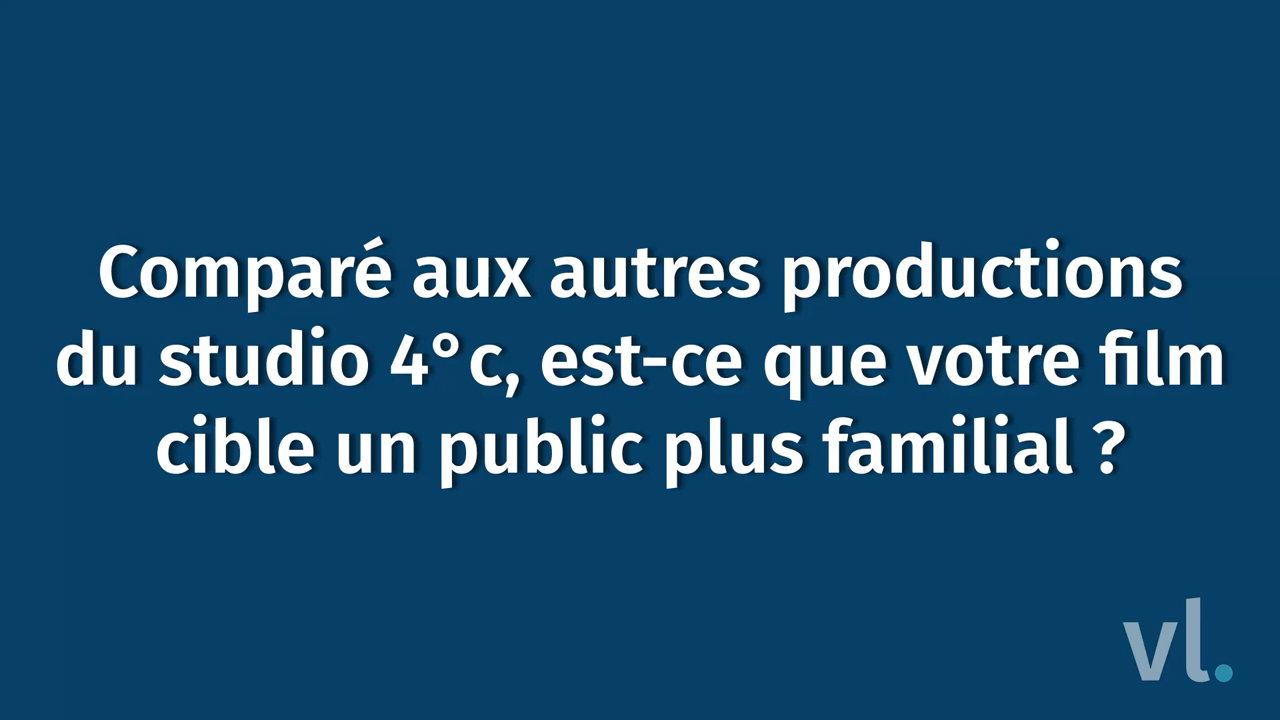 Comparé aux autres productions
du studio 4°c, est-ce que votre film
cible un public plus familial ?
vl.